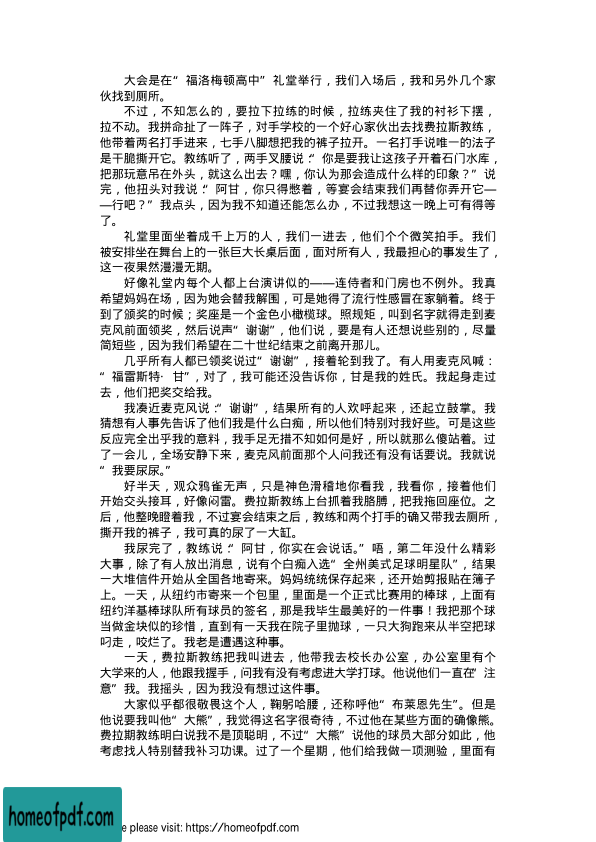 大会是在“福洛梅顿高中”礼堂举行，我们入场后，我和另外几个家
伙找到厕所。
不过，不知怎么的，要拉下拉练的时候，拉练夹住了我的衬衫下摆，
拉不动。我拼命扯了一阵子，对手学校的一个好心家伙出去找费拉斯教练，
他带着两名打手进来，七手八脚想把我的裤子拉开。一名打手说唯一的法子
是干脆撕开它。教练听了，两手叉腰说：“你是要我让这孩子开着石门水库，
把那玩意吊在外头，就这么出去？嘿，你认为那会造成什么样的印象？”说
完，他扭头对我说：“阿甘，你只得憋着，等宴会结束我们再替你弄开它—
—行吧？”我点头，因为我不知道还能怎么办，不过我想这一晚上可有得等
了。
礼堂里面坐着成千上万的人，我们一进去，他们个个微笑拍手。我们
被安排坐在舞台上的一张巨大长桌后面，面对所有人，我最担心的事发生了，
这一夜果然漫漫无期。
好像礼堂内每个人都上台演讲似的——连侍者和门房也不例外。我真
希望妈妈在场，因为她会替我解围，可是她得了流行性感冒在家躺着。终于
到了颁奖的时候；奖座是一个金色小橄榄球。照规矩，叫到名字就得走到麦
克风前面领奖，然后说声“谢谢”，他们说，要是有人还想说些别的，尽量
简短些，因为我们希望在二十世纪结束之前离开那儿。
几乎所有人都已领奖说过“谢谢”，接着轮到我了。有人用麦克风喊：
“福雷斯特·甘”，对了，我可能还没告诉你，甘是我的姓氏。我起身走过
去，他们把奖交给我。
我凑近麦克风说：“谢谢”，结果所有的人欢呼起来，还起立鼓掌。我
猜想有人事先告诉了他们我是什么白痴，所以他们特别对我好些。可是这些
反应完全出乎我的意料，我手足无措不知如何是好，所以就那么傻站着。过
了一会儿，全场安静下来，麦克风前面那个人问我还有没有话要说。我就说
“我要尿尿。”
好半天，观众鸦雀无声，只是神色滑稽地你看我，我看你，接着他们
开始交头接耳，好像闷雷。费拉斯教练上台抓着我胳膊，把我拖回座位。之
后，他整晚瞪着我，不过宴会结束之后，教练和两个打手的确又带我去厕所，
撕开我的裤子，我可真的尿了一大缸。
我尿完了，教练说：“阿甘，你实在会说话。”唔，第二年没什么精彩
大事，除了有人放出消息，说有个白痴入选“全州美式足球明星队”，结果
一大堆信件开始从全国各地寄来。妈妈统统保存起来，还开始剪报贴在簿子
上。一天，从纽约市寄来一个包里，里面是一个正式比赛用的棒球，上面有
纽约洋基棒球队所有球员的签名，那是我毕生最美好的一件事！我把那个球
当做金块似的珍惜，直到有一天我在院子里抛球，一只大狗跑来从半空把球
叼走，咬烂了。我老是遭遇这种事。
一天，费拉斯教练把我叫进去，他带我去校长办公室，办公室里有个
大学来的人，他跟我握手，问我有没有考虑进大学打球。他说他们一直在“注
意”我。我摇头，因为我没有想过这件事。
大家似乎都很敬畏这个人，鞠躬哈腰，还称呼他“布莱恩先生”。但是
他说要我叫他“大熊”，我觉得这名字很奇待，不过他在某些方面的确像熊。
费拉期教练明白说我不是顶聪明，不过“大熊”说他的球员大部分如此，他
考虑找人特别替我补习功课。过了一个星期，他们给我做一项测验，里面有
homeofpdf.com
e please visit: https://homeofpdf.com